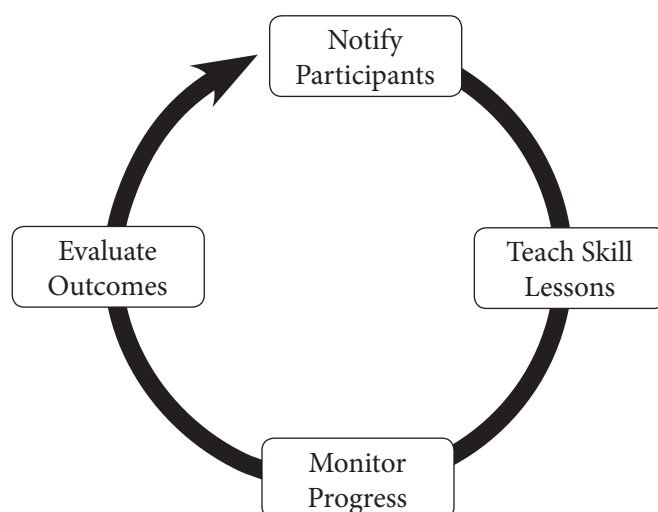 Notify
Participants
Teach Skill
Lessons
Monitor
Progress
Evaluate
Outcomes